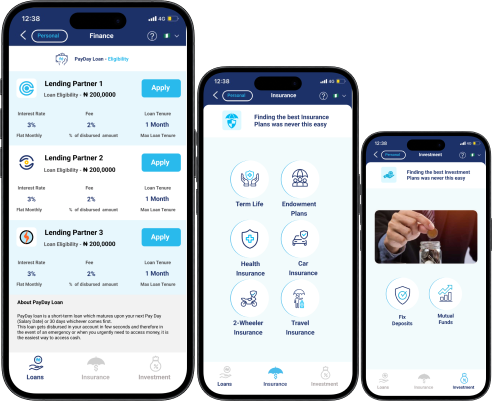 12:38
4G
Personal
Finance
PayDay Loan - Eligibility
Lending Partner 1
Loan Eligibility - ₦ 200,0000
Apply
Interest Rate
Fee
Loan Tenure
3%
2%
1 Month
Flat Monthly
% of disbursed amount
Max Loan Tenure
Lending Partner 2
Loan Eligibility - ₦ 200,0000
Apply
Interest Rate
Fee
Loan Tenure
3%
2%
1 Month
Flat Monthly
% of disbursed amount
Max Loan Tenure
Lending Partner 3
Loan Eligibility - ₦ 200,0000
Apply
Interest Rate
Fee
Loan Tenure
3%
2%
1 Month
Flat Monthly
% of disbursed amount
Max Loan Tenure
About PayDay Loan
PayDay loan is a short-term loan which matures upon your next Pay Day
(Salary Date) or 30 days whichever comes first.
This loan gets disbursed in your account in few seconds and therefore in
the event of an emergency or when you urgently need to access money, it is
the easiest way to access cash.
Loans
Insurance
Investment
12:38
4G
Personal
Insurance
Finding the best Insurance
Plans was never this easy
Term Life
Endowment
Plans
Health
Insurance
Car
Insurance
2-Wheeler
Insurance
Travel
Insurance
Loans
Insurance
Investment
12:38
Personal
Investment
Finding the best investment
Plans was never this easy
Fix
Deposits
Mutual
Funds
Loans
Insurance
Investment